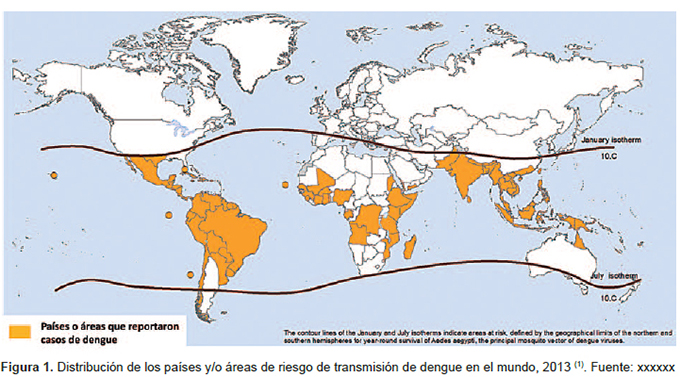 January isotherm
10.C
July isotherm
10.C
Países o áreas que reportaron
casos de dengue
The contour lines of the January and July isotherms indicate areas at risk, defined by the geographical limits of the northern and
southern hemispheres for year-round survival of Aedes aegypti, the principal mosquito vector of dengue viruses.
Figura 1. Distribución de los países y/o áreas de riesgo de transmisión de dengue en el mundo, 2013 (1). Fuente: xxxxxx